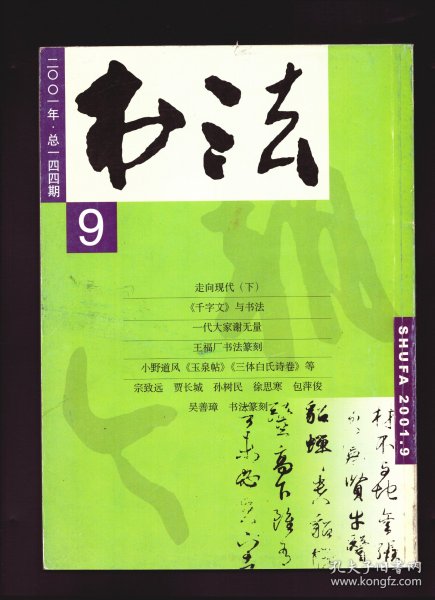 书法
二〇〇一年·总一四四期
9
走向现代（下）
《千字文》与书法
一代大家谢无量
王福厂书法篆刻
小野道风《玉泉帖》《三体白氏诗卷》等
宗致远 贾长城 孙树民 徐思寒 包萍俊
吴善璋 书法篆刻
SHUFA 2001.9
孔夫子旧书网
www.kongfz.com